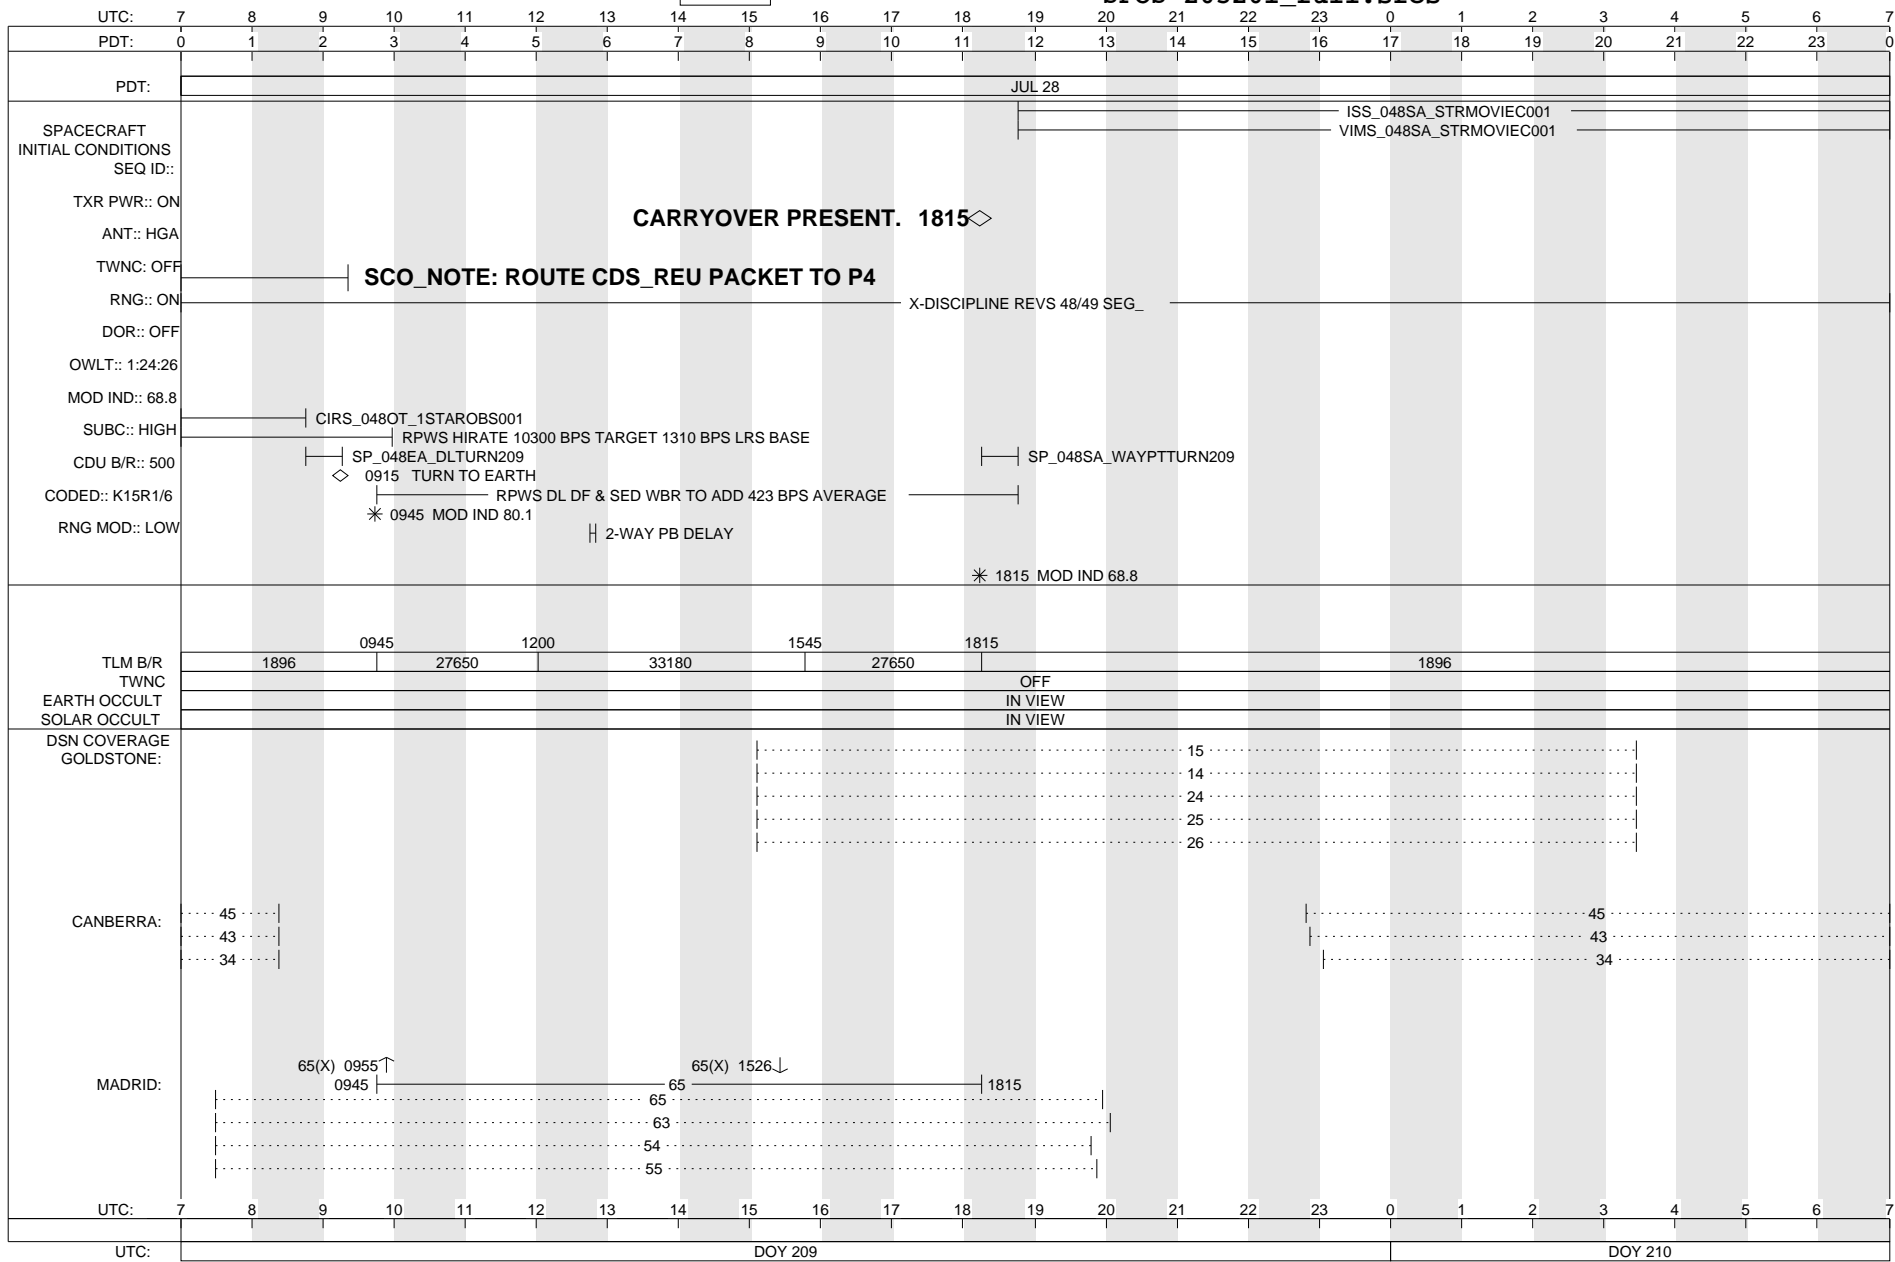 UTC: 7 8 9 10 11 12 13 14 15 16 17 18 19 20 21 22 23 0 1 2 3 4 5 6 7
PDT: 0 1 2 3 4 5 6 7 8 9 10 11 12 13 14 15 16 17 18 19 20 21 22 23 0
PDT: JUL 28
ISS_048SA_STRMOVIEC001
SPACECRAFT VIMS_048SA_STRMOVIEC001
INITIAL CONDITIONS
SEQ ID::
TXR PWR:: ON
CARRYOVER PRESENT. 1815
ANT:: HGA
TWNC: OFF
SCO_NOTE: ROUTE CDS_REU PACKET TO P4
RNG:: ON X-DISCIPLINE REVS 48/49 SEG_
DOR:: OFF
OWLT:: 1:24:26
MOD IND:: 68.8
CIRS_048OT_1STAROBS001
SUBC:: HIGH
RPWS HIRATE 10300 BPS TARGET 1310 BPS LRS BASE
SP_048EA_DLTURN209 SP_048SA_WAYPTTURN209
CDU B/R:: 500
0915 TURN TO EARTH
CODED:: K15R1/6 RPWS DL DF & SED WBR TO ADD 423 BPS AVERAGE
0945 MOD IND 80.1
RNG MOD:: LOW 2-WAY PB DELAY
1815 MOD IND 68.8
0945 1200 1545 1815
TLM B/R 1896 27650 33180 27650 1896
TWNC OFF
EARTH OCCULT IN VIEW
SOLAR OCCULT IN VIEW
DSN COVERAGE
GOLDSTONE: 15
14
24
25
26
45 45
CANBERRA:
43 43
34 34
65(X) 0955 65(X) 1526
MADRID: 0945 65 1815
65
63
54
55
UTC: 7 8 9 10 11 12 13 14 15 16 17 18 19 20 21 22 23 0 1 2 3 4 5 6 7
UTC: DOY 209 DOY 210